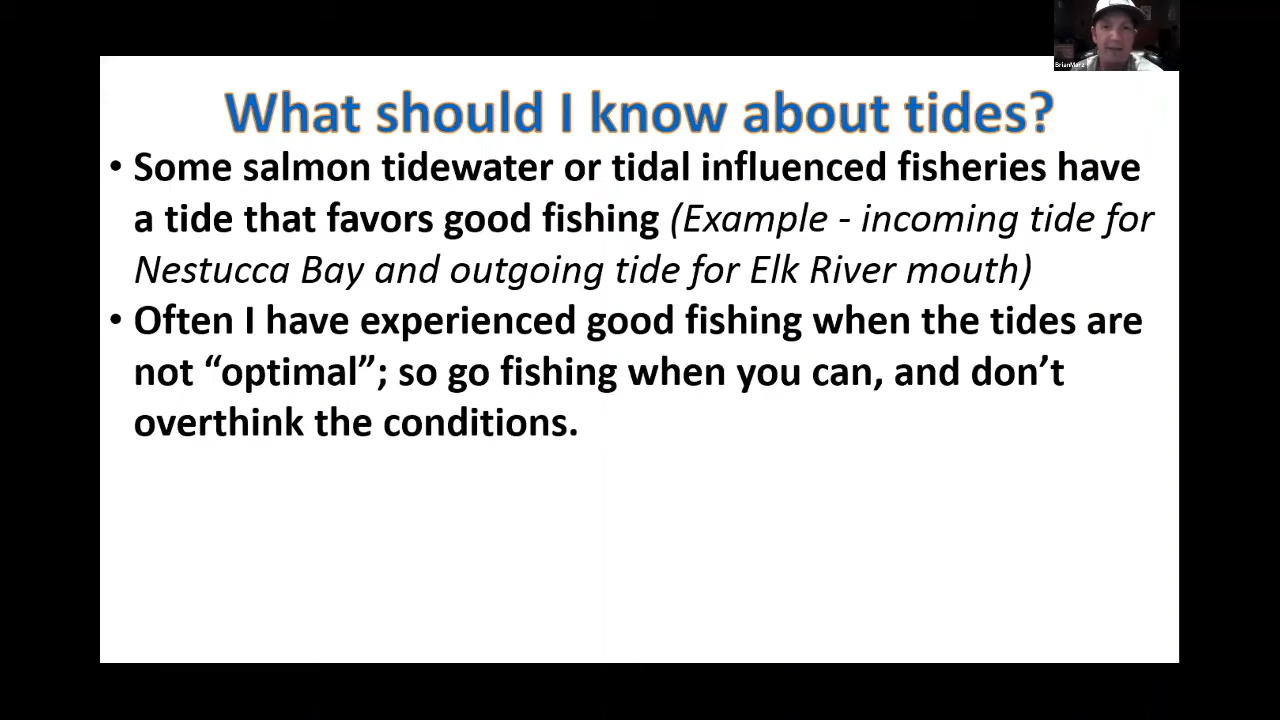 BrianMarz
What should I know about tides?
• Some salmon tidewater or tidal influenced fisheries have
a tide that favors good fishing (Example - incoming tide for
Nestucca Bay and outgoing tide for Elk River mouth)
• Often I have experienced good fishing when the tides are
not “optimal”; so go fishing when you can, and don’t
overthink the conditions.